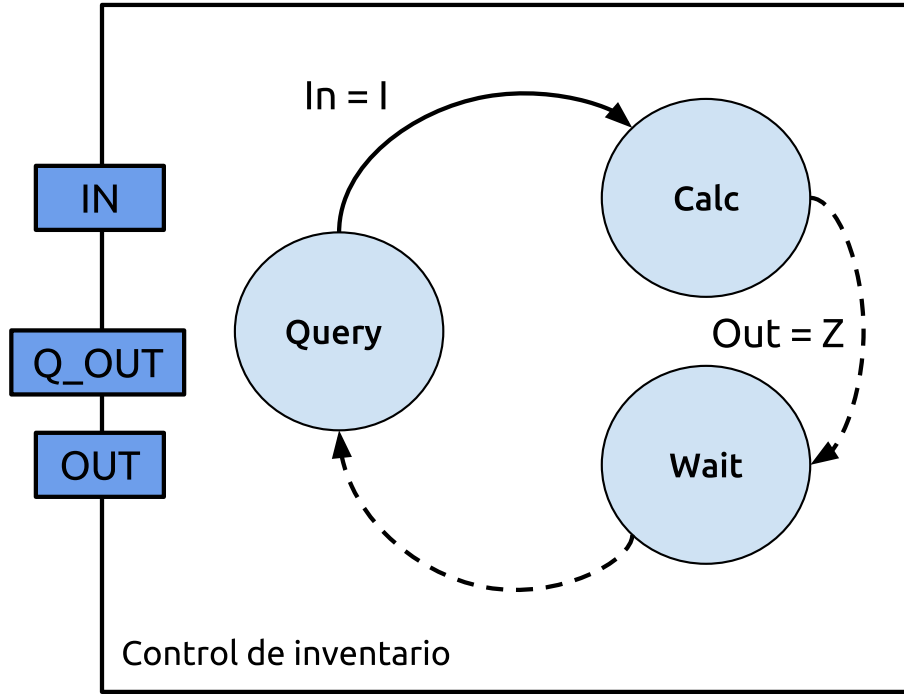 In = I
Calc
IN
Query
Out = Z
Q_OUT
OUT
Wait
Control de inventario